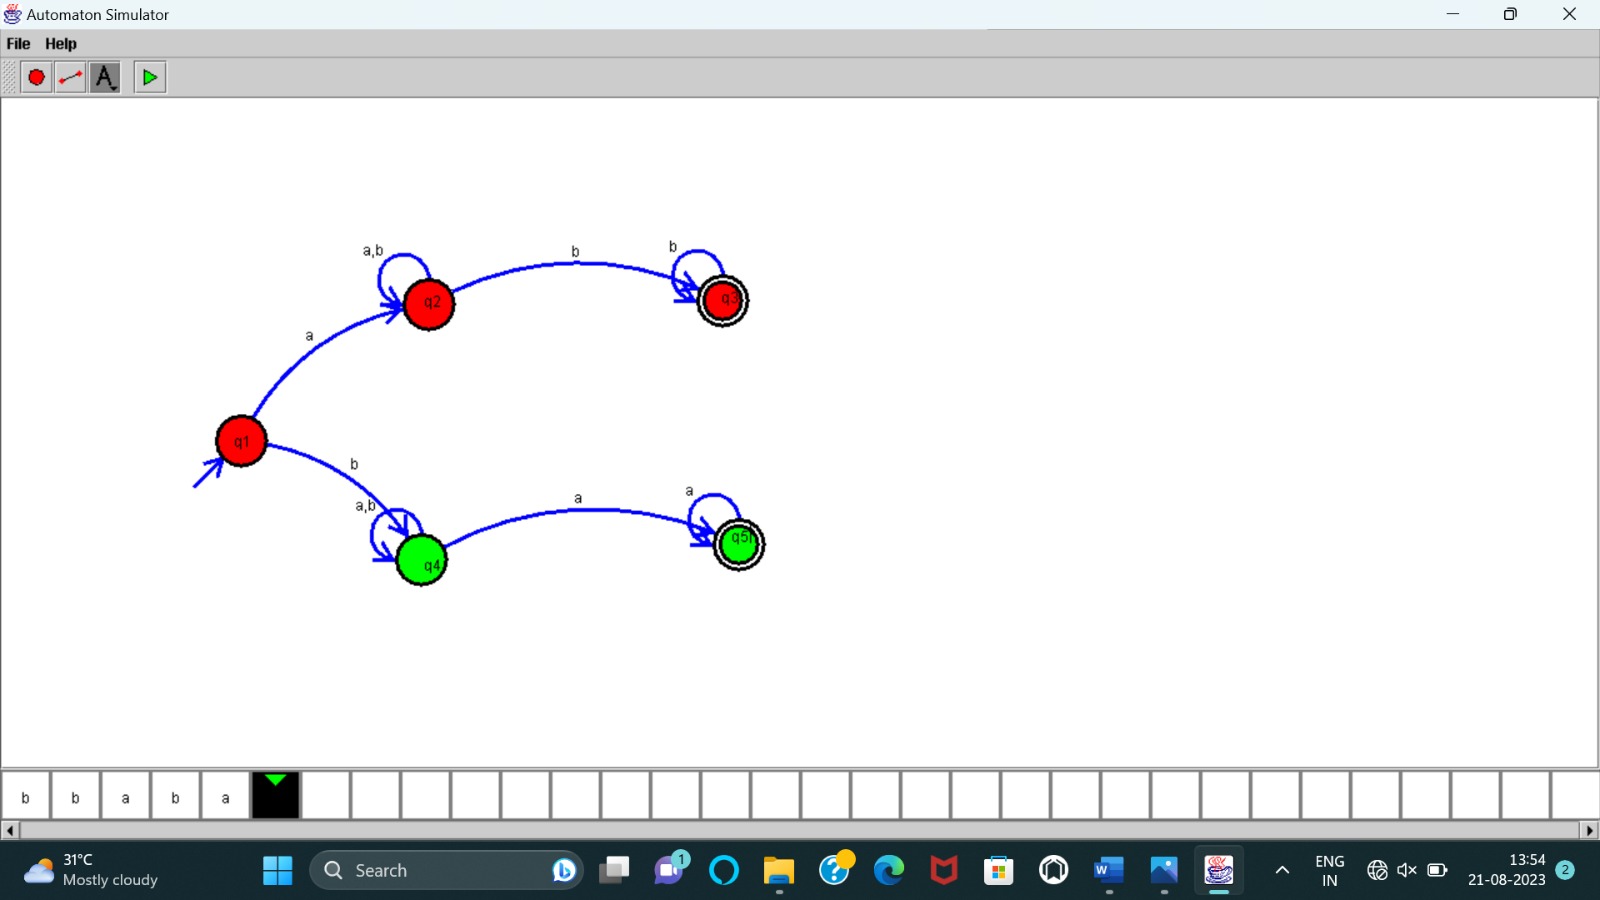 Automaton Simulator
File Help
A
a,b
b
b
q2
q3
a
q1
b
a,b
a
a
q4
q5
b b a b a
31°C
Mostly cloudy
Search
1
W
ENG
IN
13:54
21-08-2023
2